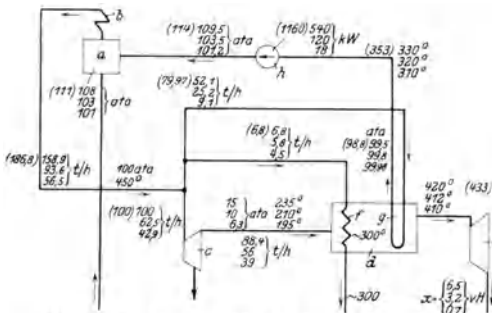 b
(114) 109,5
103,5
101,2
ata
(1160) 540
120
18
kW
a
h
(353) 330°
320°
310°
(111) 108
103
101
ata
(79,97) 52,1
25,2
9,1
t/h
(6,8) 6,8
5,8
4,5
t/h
ata
(98,8) 99,5
99,8
99,98
(186,8) 158,9
93,6
56,5
t/h
100 ata
450°
420°
412°
410°
(433)
(100) 100
62,5
42,9
t/h
15
10
6,3
ata
235°
210°
195°
f
g
~300°
c
d
88,4
56
39
t/h
~300
x=
6,5
3,2
0,7
vH